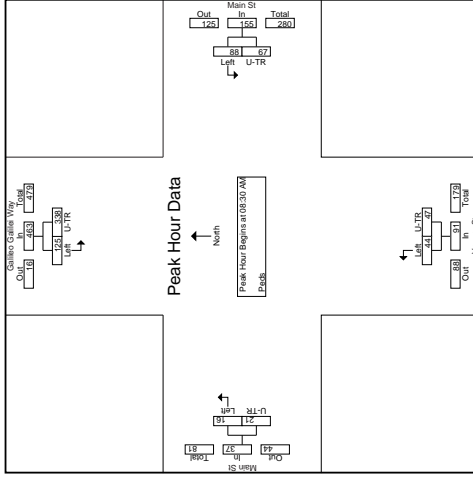 Main St
Out In Total
125 155 280
88 67
Left U-TR
Galileo Galilei Way
Out In Total
16 463 479
125 338
Left U-TR
Peak Hour Data
North
Peak Hour Begins at 08:30 AM
Peds
Left U-TR
44 47
88 91 179
Out In Total
Left U-TR
16 21
81 37 44
Total In Out
Main St